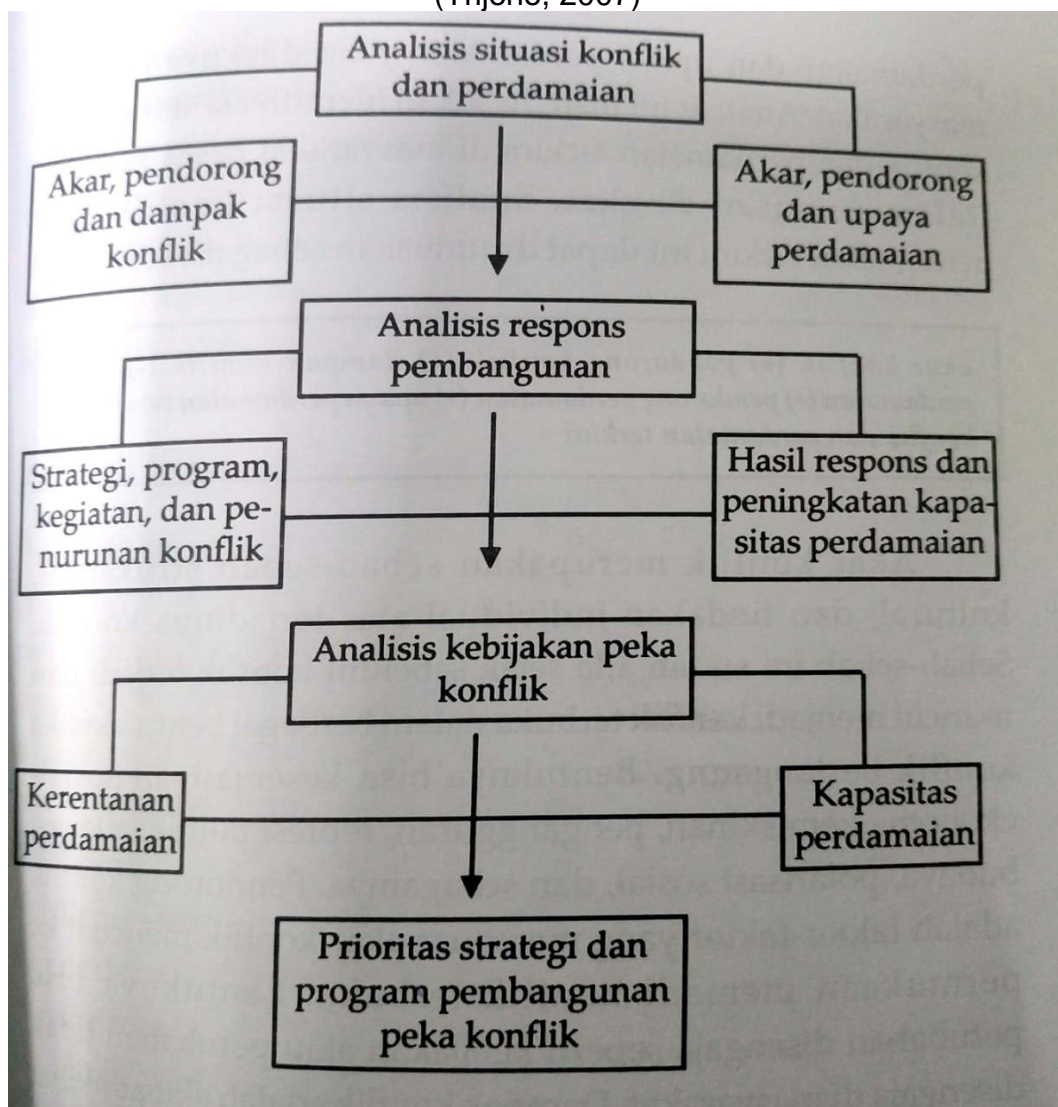 (Trijono, 2007)
Analisis situasi konflik
dan perdamaian
Akar, pendorong
dan dampak
konflik
Akar, pendorong
dan upaya
perdamaian
Analisis respons
pembangunan
Strategi, program,
kegiatan, dan pe-
nurunan konflik
Hasil respons dan
peningkatan kapa-
sitas perdamaian
Analisis kebijakan peka
konflik
Kerentanan
perdamaian
Kapasitas
perdamaian
Prioritas strategi dan
program pembangunan
peka konflik